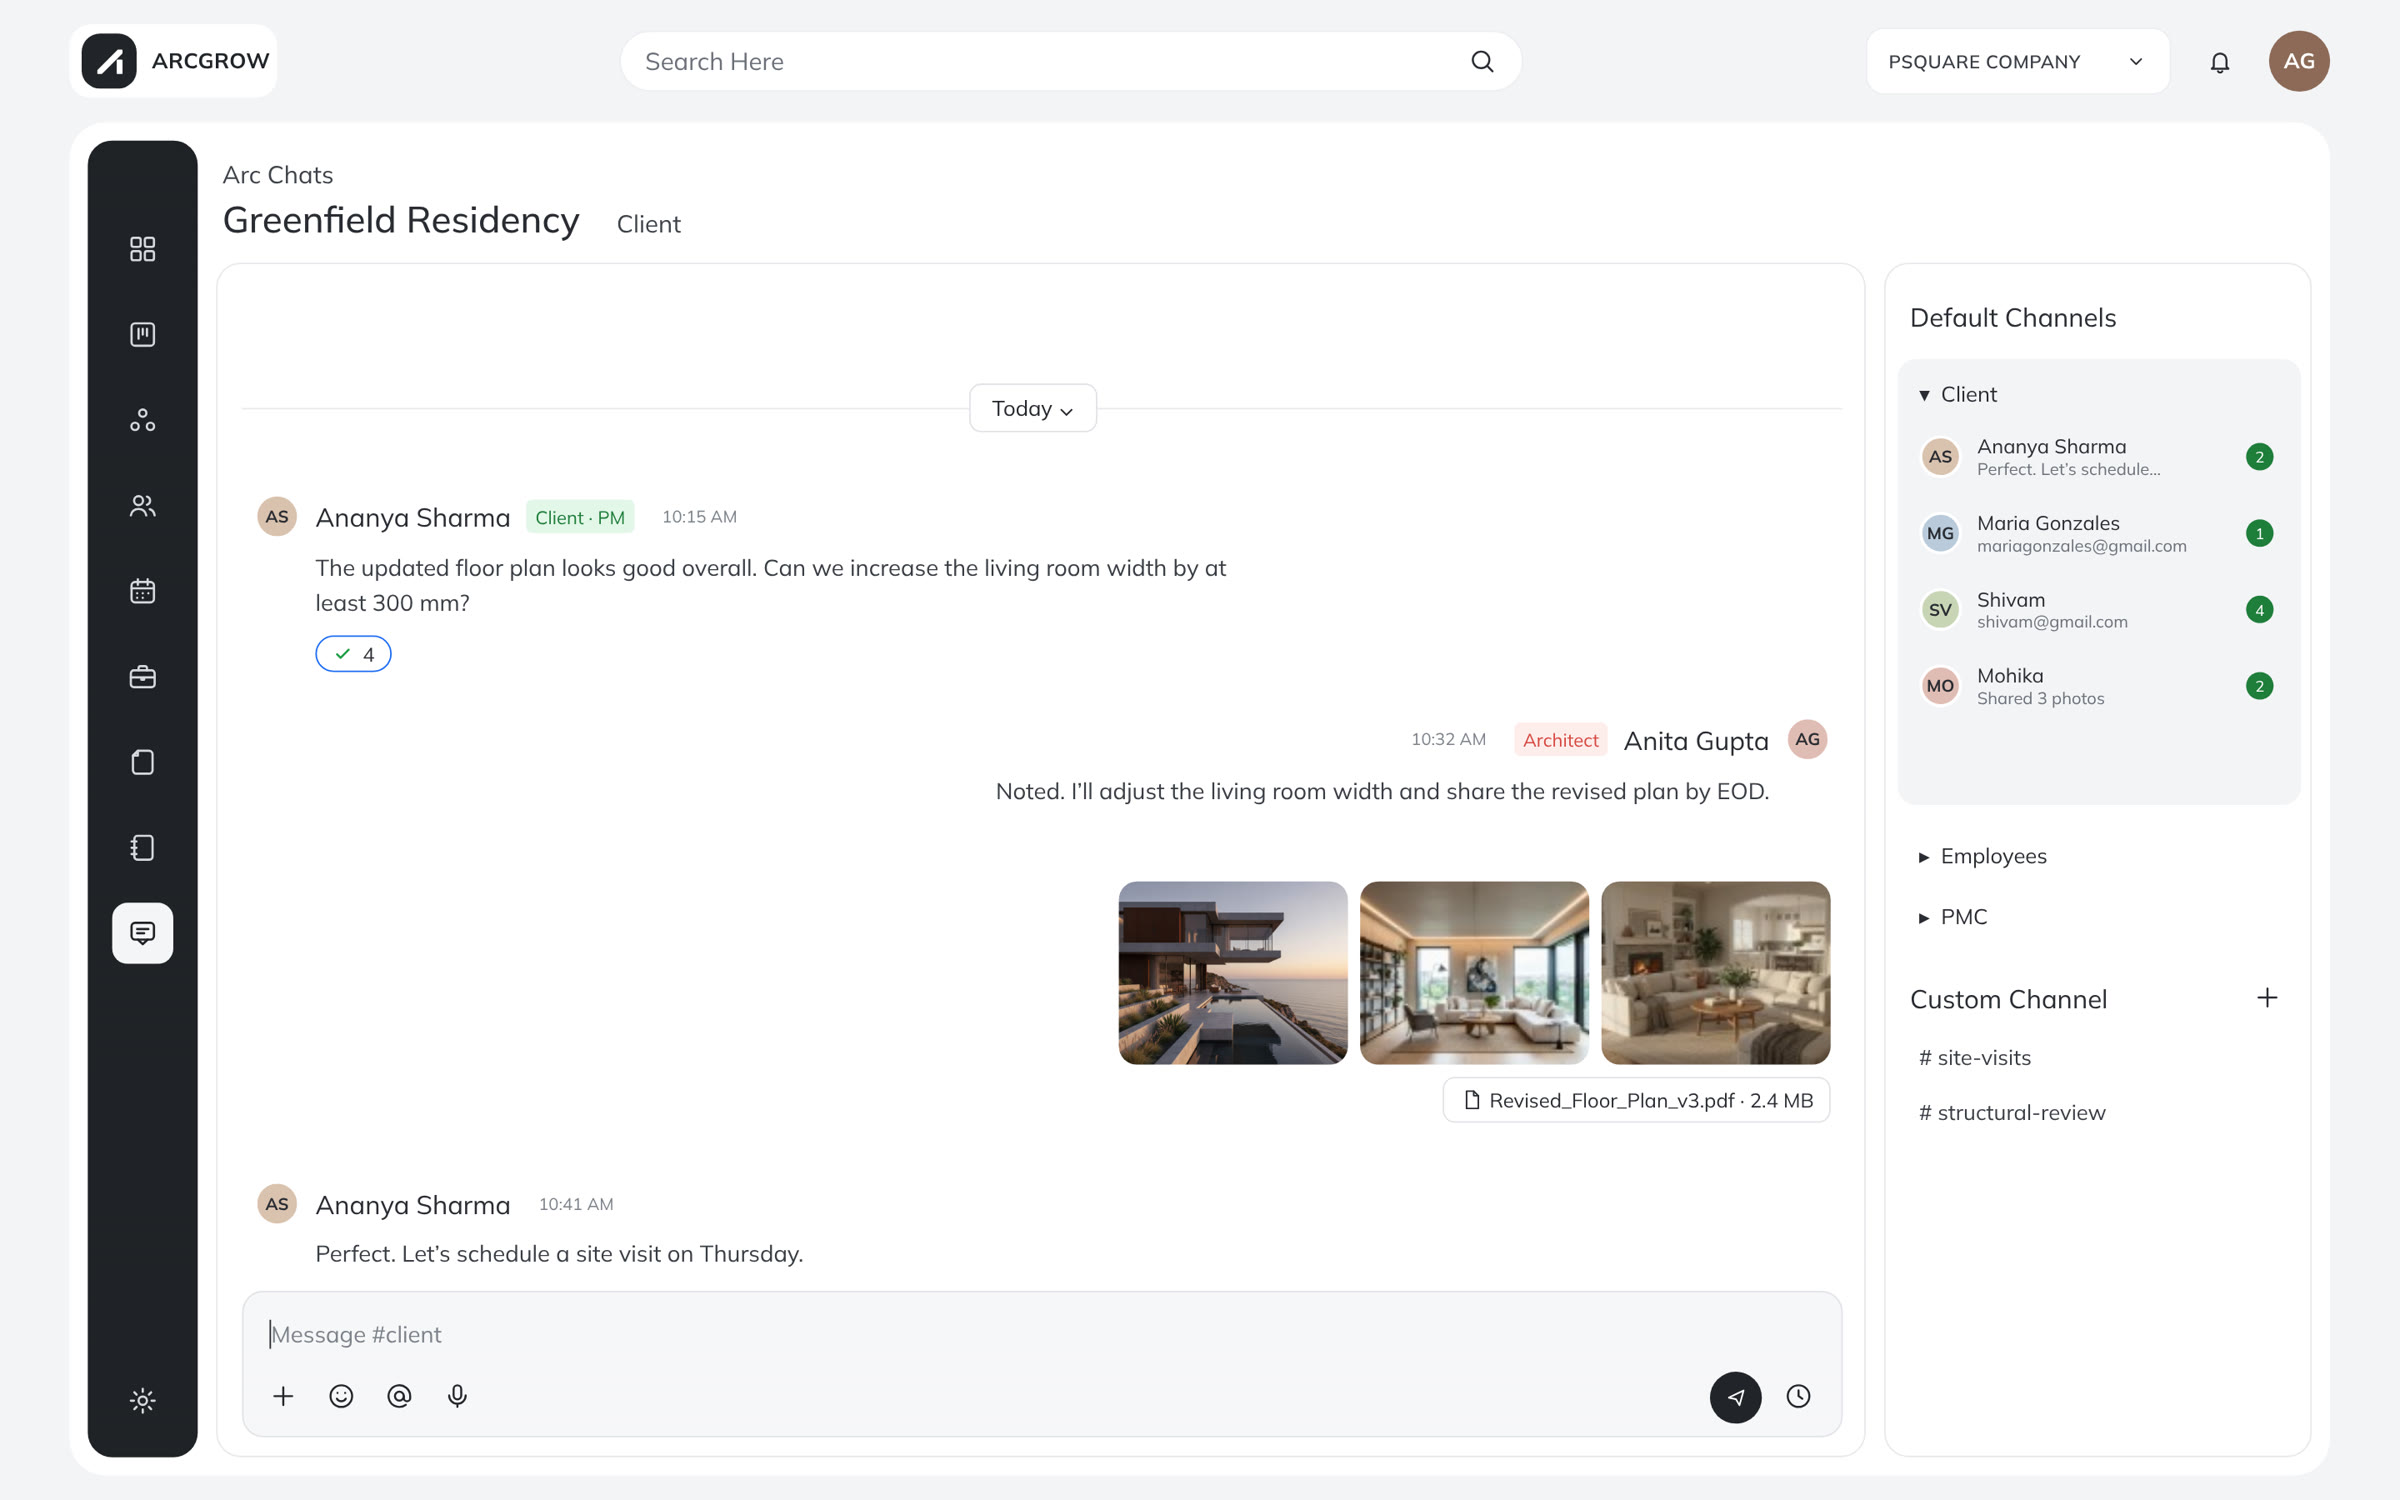 ARCGROW
Search Here
PSQUARE COMPANY
AG
Arc Chats
Greenfield Residency Client
Today
AS Ananya Sharma Client · PM 10:15 AM
The updated floor plan looks good overall. Can we increase the living room width by at
least 300 mm?
4
10:32 AM Architect Anita Gupta AG
Noted. I’ll adjust the living room width and share the revised plan by EOD.
Revised_Floor_Plan_v3.pdf · 2.4 MB
AS Ananya Sharma 10:41 AM
Perfect. Let’s schedule a site visit on Thursday.
Message #client
Default Channels
Client
AS Ananya Sharma 2
Perfect. Let’s schedule...
MG Maria Gonzales 1
mariagonzales@gmail.com
SV Shivam 4
shivam@gmail.com
MO Mohika 2
Shared 3 photos
Employees
PMC
Custom Channel
# site-visits
# structural-review